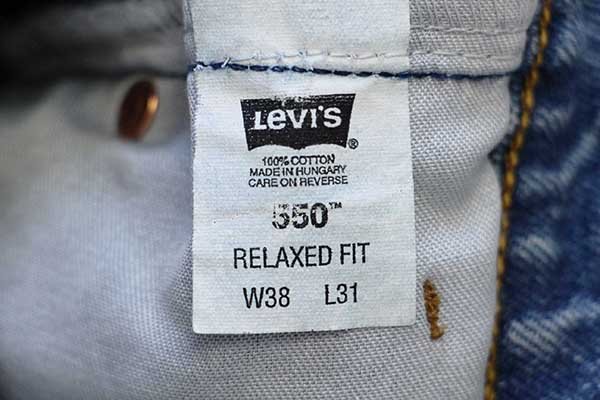 LEVI'S ®
100% COTTON
MADE IN HUNGARY
CARE ON REVERSE
550™
RELAXED FIT
W38 L31